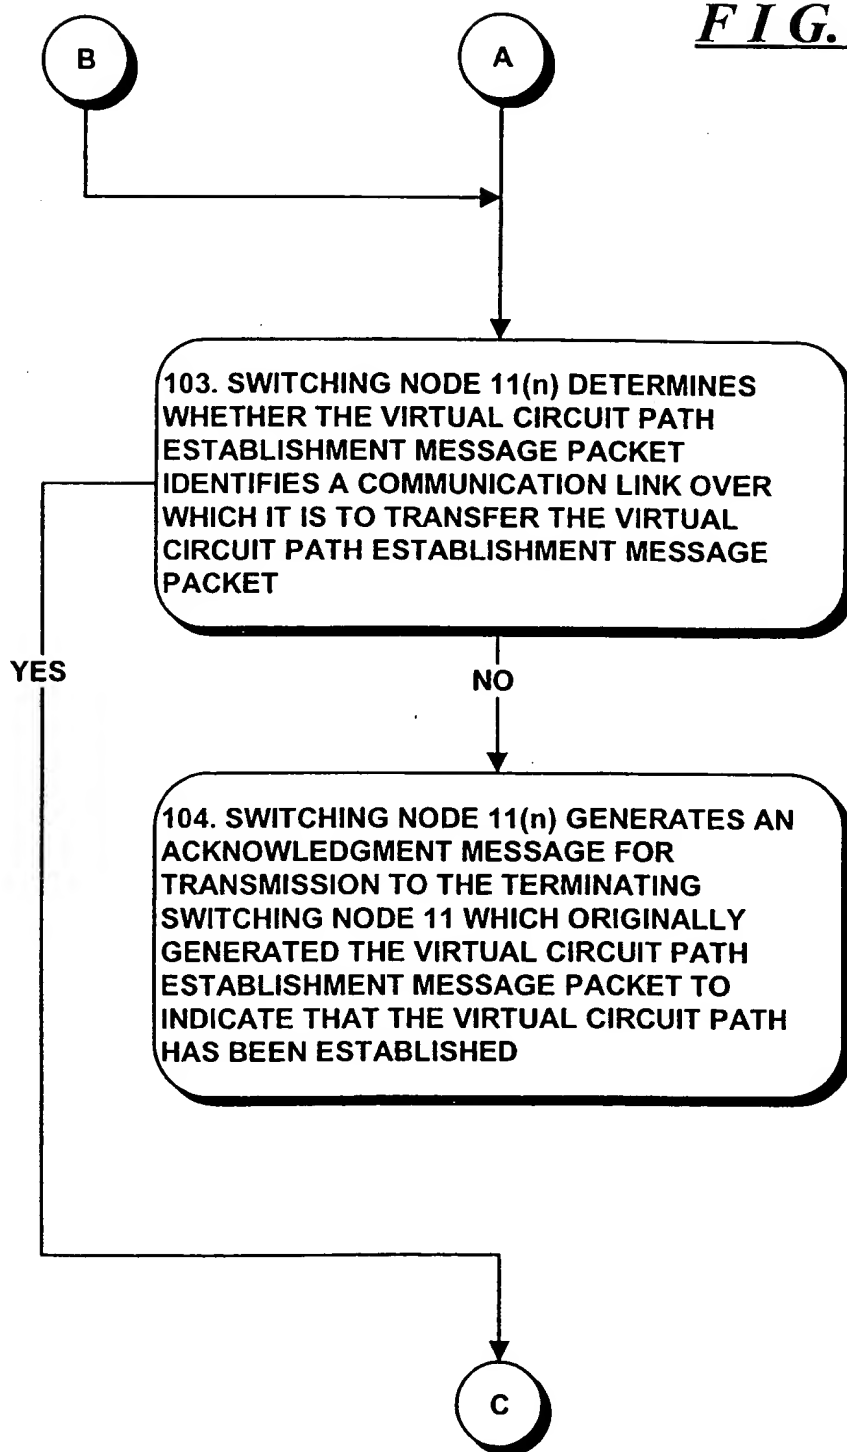 FIG.
B
A
103. SWITCHING NODE 11(n) DETERMINES
WHETHER THE VIRTUAL CIRCUIT PATH
ESTABLISHMENT MESSAGE PACKET
IDENTIFIES A COMMUNICATION LINK OVER
WHICH IT IS TO TRANSFER THE VIRTUAL
CIRCUIT PATH ESTABLISHMENT MESSAGE
PACKET
YES
NO
104. SWITCHING NODE 11(n) GENERATES AN
ACKNOWLEDGMENT MESSAGE FOR
TRANSMISSION TO THE TERMINATING
SWITCHING NODE 11 WHICH ORIGINALLY
GENERATED THE VIRTUAL CIRCUIT PATH
ESTABLISHMENT MESSAGE PACKET TO
INDICATE THAT THE VIRTUAL CIRCUIT PATH
HAS BEEN ESTABLISHED
C